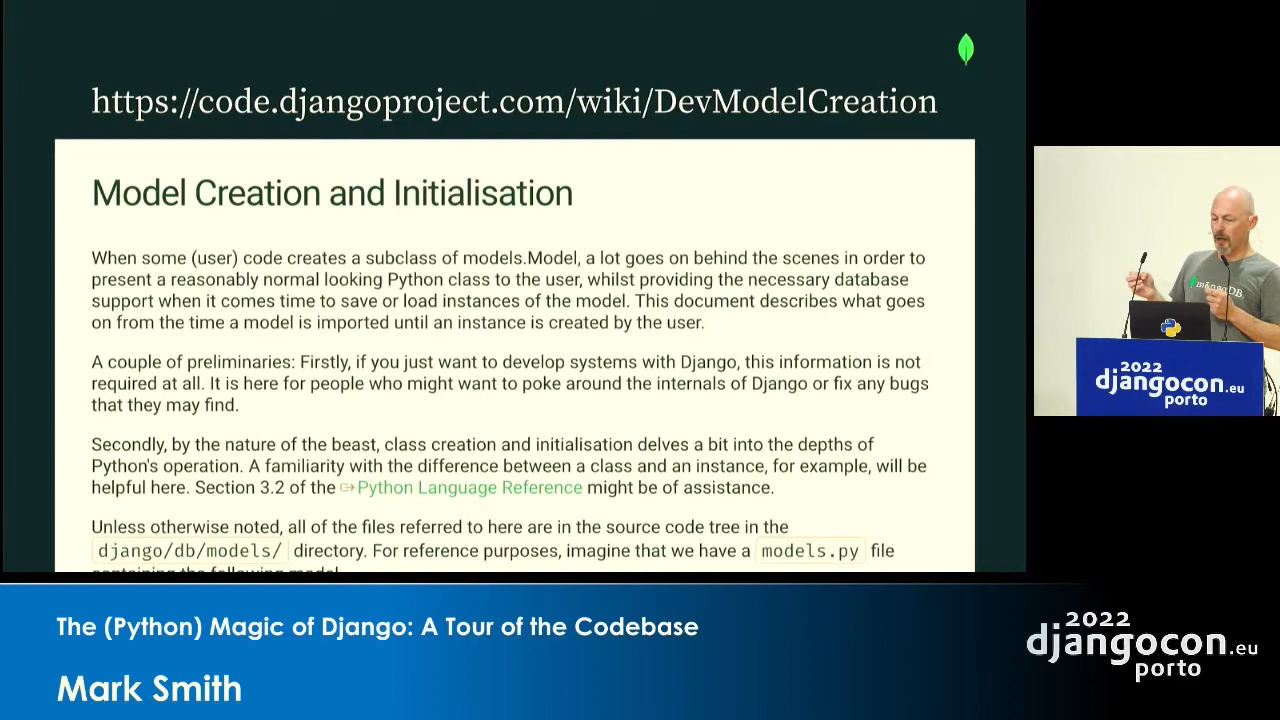 https://code.djangoproject.com/wiki/DevModelCreation
Model Creation and Initialisation
When some (user) code creates a subclass of models.Model, a lot goes on behind the scenes in order to
present a reasonably normal looking Python class to the user, whilst providing the necessary database
support when it comes time to save or load instances of the model. This document describes what goes
on from the time a model is imported until an instance is created by the user.
A couple of preliminaries: Firstly, if you just want to develop systems with Django, this information is not
required at all. It is here for people who might want to poke around the internals of Django or fix any bugs
that they may find.
Secondly, by the nature of the beast, class creation and initialisation delves a bit into the depths of
Python's operation. A familiarity with the difference between a class and an instance, for example, will be
helpful here. Section 3.2 of the Python Language Reference might be of assistance.
Unless otherwise noted, all of the files referred to here are in the source code tree in the
django/db/models/ directory. For reference purposes, imagine that we have a models.py file
containing the following model
mongoDB
2022
djangocon.eu
porto
The (Python) Magic of Django: A Tour of the Codebase
Mark Smith
2022
djangocon.eu
porto